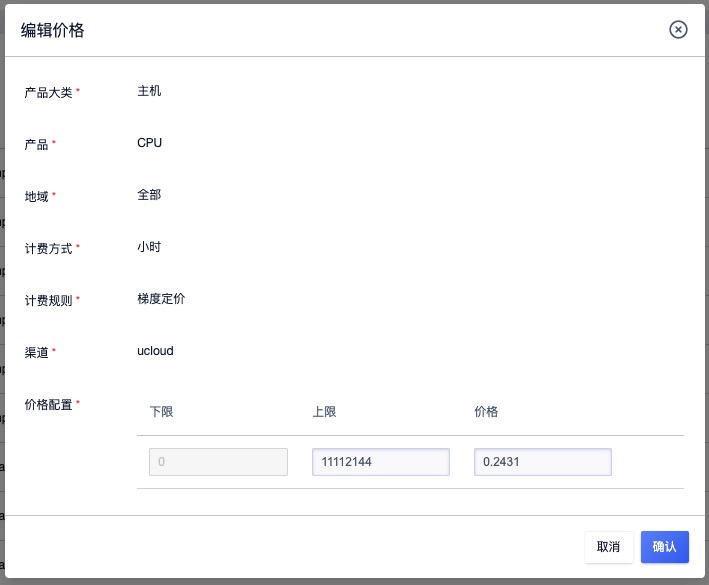 编辑价格
产品大类 * 主机
产品 * CPU
地域 * 全部
计费方式 * 小时
计费规则 * 梯度定价
渠道 * ucloud
价格配置 * 下限 上限 价格
0 11112144 0.2431
取消 确认